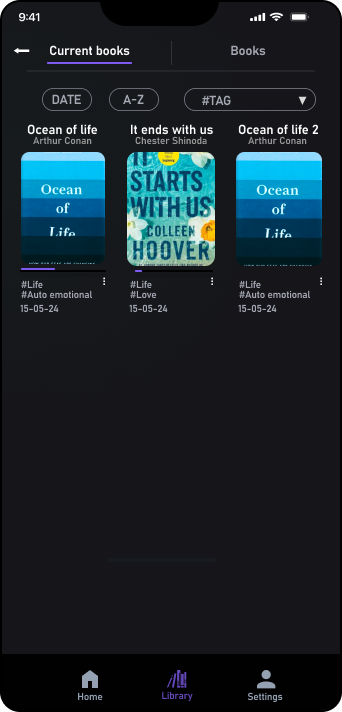 9:41
Current books
Books
DATE
A-Z
#TAG
Ocean of life
Arthur Conan
It ends with us
Chester Shinoda
Ocean of life 2
Arthur Conan
Ocean
of
Life
IT
STARTS
WITH US
COLLEEN
HOOVER
Ocean
of
Life
#Life
#Auto emotional
15-05-24
#Life
#Love
15-05-24
#Life
#Auto emotional
15-05-24
Home
Library
Settings